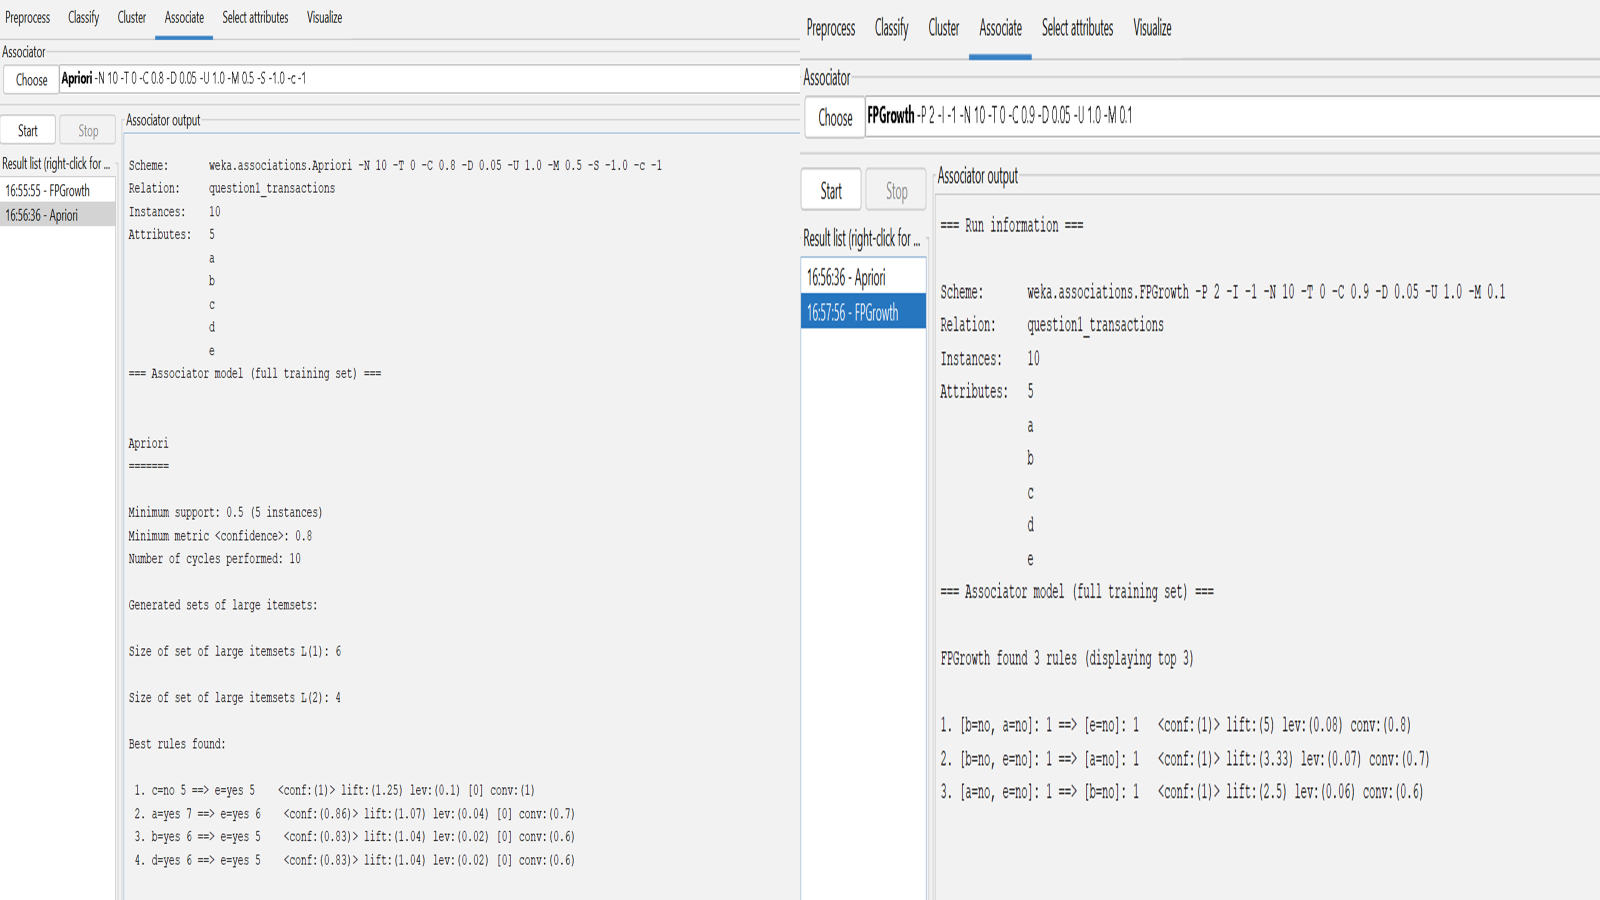 Preprocess Classify Cluster Associate Select attributes Visualize
Associator
Choose Apriori -N 10 -T 0 -C 0.8 -D 0.05 -U 1.0 -M 0.5 -S -1.0 -c -1
Start Stop
Result list (right-click for ...
16:55:55 - FPGrowth
16:56:36 - Apriori
Associator output
Scheme: weka.associations.Apriori -N 10 -T 0 -C 0.8 -D 0.05 -U 1.0 -M 0.5 -S -1.0 -c -1
Relation: question1_transactions
Instances: 10
Attributes: 5
a
b
c
d
e
=== Associator model (full training set) ===
Apriori
=======
Minimum support: 0.5 (5 instances)
Minimum metric <confidence>: 0.8
Number of cycles performed: 10
Generated sets of large itemsets:
Size of set of large itemsets L(1): 6
Size of set of large itemsets L(2): 4
Best rules found:
1. c=no 5 ==> e=yes 5 <conf:(1)> lift:(1.25) lev:(0.1) [0] conv:(1)
2. a=yes 7 ==> e=yes 6 <conf:(0.86)> lift:(1.07) lev:(0.04) [0] conv:(0.7)
3. b=yes 6 ==> e=yes 5 <conf:(0.83)> lift:(1.04) lev:(0.02) [0] conv:(0.6)
4. d=yes 6 ==> e=yes 5 <conf:(0.83)> lift:(1.04) lev:(0.02) [0] conv:(0.6)
Preprocess Classify Cluster Associate Select attributes Visualize
Associator
Choose FPGrowth -P 2 -I -1 -N 10 -T 0 -C 0.9 -D 0.05 -U 1.0 -M 0.1
Start Stop
Result list (right-click for ...
16:56:36 - Apriori
16:57:56 - FPGrowth
Associator output
=== Run information ===
Scheme: weka.associations.FPGrowth -P 2 -I -1 -N 10 -T 0 -C 0.9 -D 0.05 -U 1.0 -M 0.1
Relation: question1_transactions
Instances: 10
Attributes: 5
a
b
c
d
e
=== Associator model (full training set) ===
FPGrowth found 3 rules (displaying top 3)
1. [b=no, a=no]: 1 ==> [e=no]: 1 <conf:(1)> lift:(5) lev:(0.08) conv:(0.8)
2. [b=no, e=no]: 1 ==> [a=no]: 1 <conf:(1)> lift:(3.33) lev:(0.07) conv:(0.7)
3. [a=no, e=no]: 1 ==> [b=no]: 1 <conf:(1)> lift:(2.5) lev:(0.06) conv:(0.6)